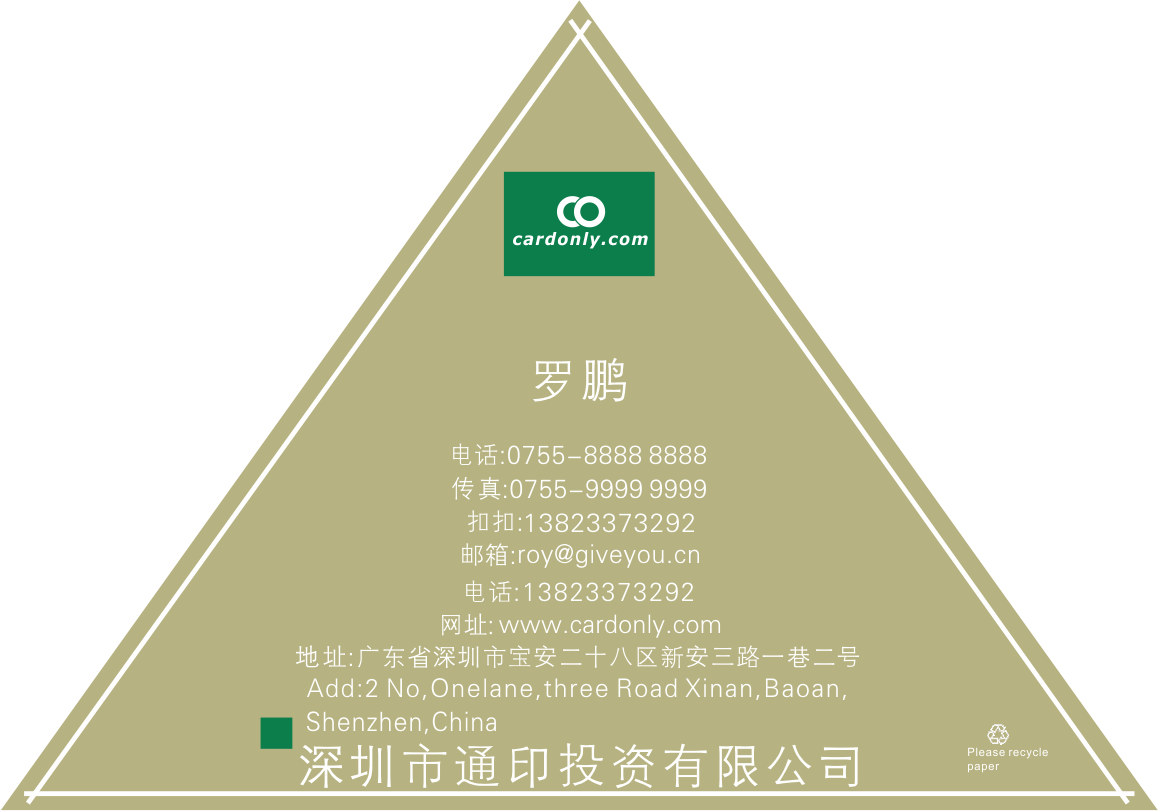 cardonly.com
罗鹏
电话:0755-8888 8888
传真:0755-9999 9999
扣扣:13823373292
邮箱:roy@giveyou.cn
电话:13823373292
网址:www.cardonly.com
地址:广东省深圳市宝安二十八区新安三路一巷二号
Add:2 No,Onelane,three Road Xinan,Baoan,
Shenzhen,China
深圳市通印投资有限公司
Please recycle
paper